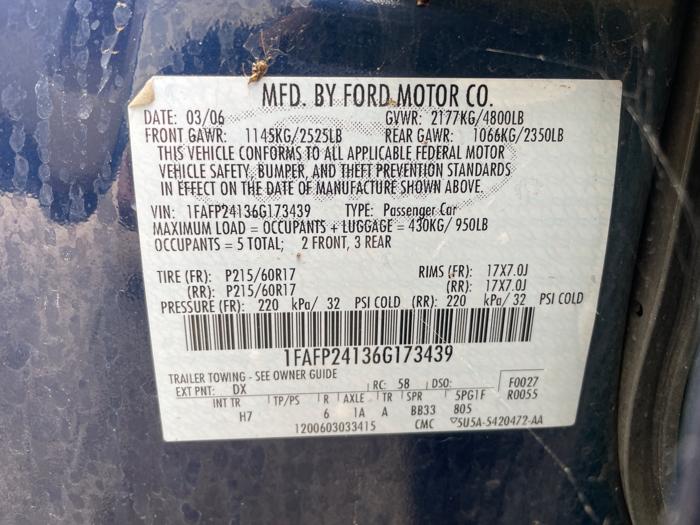 MFD. BY FORD MOTOR CO.
DATE: 03/06 GVWR: 2177KG/4800LB
FRONT GAWR: 1145KG/2525LB REAR GAWR: 1066KG/2350LB
THIS VEHICLE CONFORMS TO ALL APPLICABLE FEDERAL MOTOR
VEHICLE SAFETY, BUMPER, AND THEFT PREVENTION STANDARDS
IN EFFECT ON THE DATE OF MANUFACTURE SHOWN ABOVE.
VIN: 1FAFP24136G173439 TYPE: Passenger Car
MAXIMUM LOAD = OCCUPANTS + LUGGAGE = 430KG/ 950LB
OCCUPANTS = 5 TOTAL; 2 FRONT, 3 REAR
TIRE (FR): P215/60R17 RIMS (FR): 17X7.0J
(RR): P215/60R17 (RR): 17X7.0J
PRESSURE (FR): 220 kPa/ 32 PSI COLD (RR): 220 kPa/ 32 PSI COLD
1FAFP24136G173439
TRAILER TOWING - SEE OWNER GUIDE
EXT PNT: DX RC: 58 DSO: F0027
INT TR TP/PS R AXLE TR SPR 5PG1F R0055
H7 6 1A A BB33 805
1200603033415 CMC 5U5A-5420472-AA